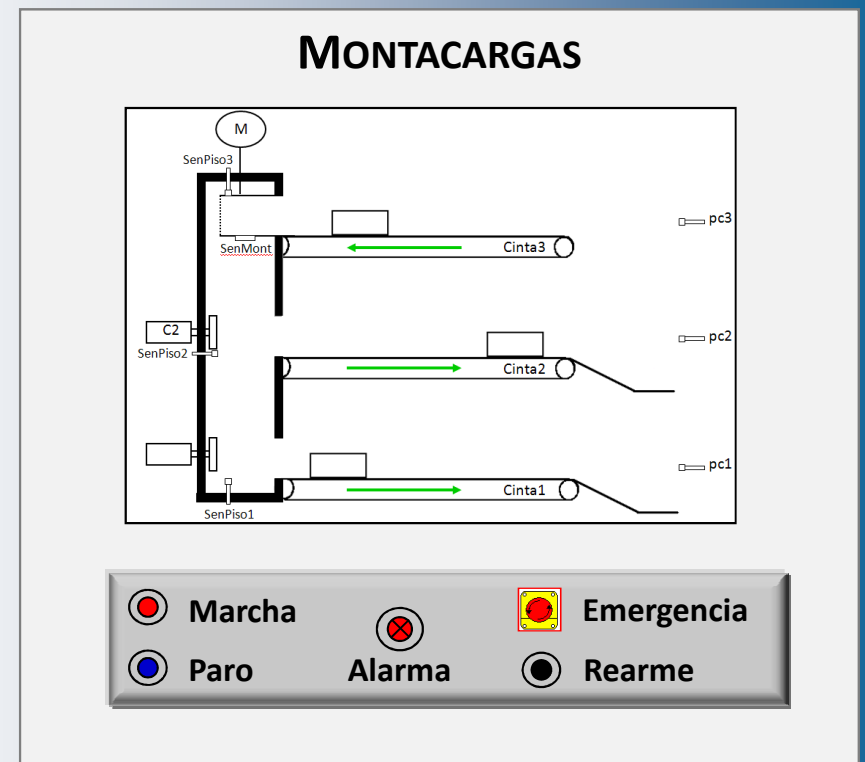 MONTACARGAS
M
SenPiso3
pc3
SenMont
Cinta3
C2
SenPiso2
pc2
Cinta2
pc1
Cinta1
SenPiso1
Marcha
Emergencia
Paro
Alarma
Rearme